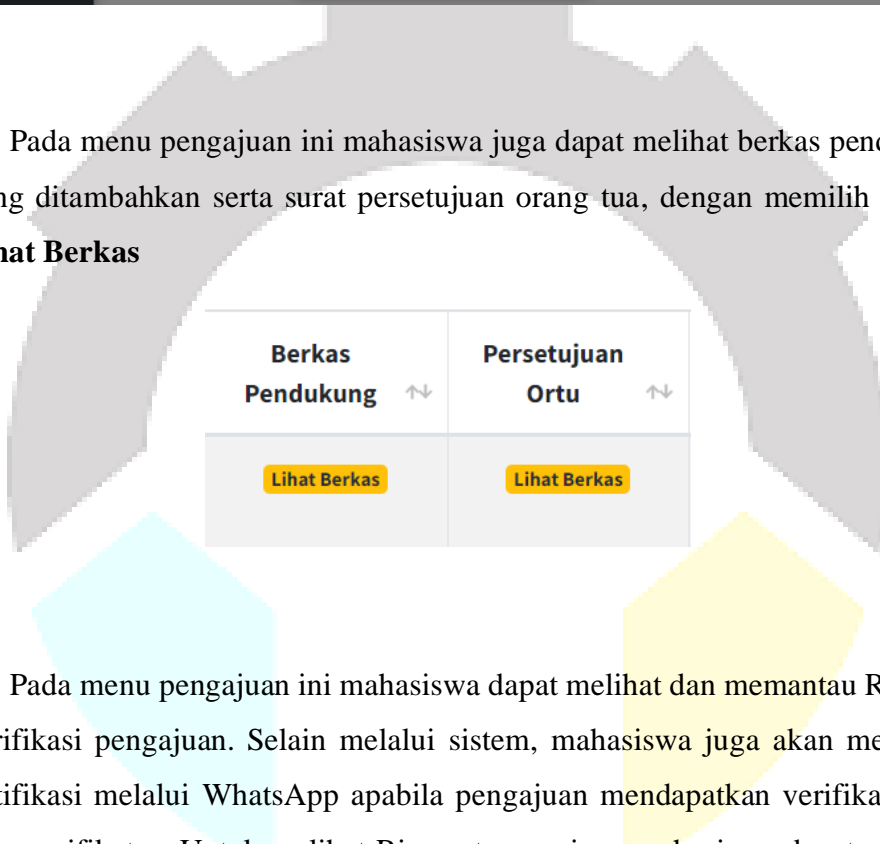 Pada menu pengajuan ini mahasiswa juga dapat melihat berkas pend
ng ditambahkan serta surat persetujuan orang tua, dengan memilih
hat Berkas
Berkas Persetujuan
Pendukung Ortu
Lihat Berkas Lihat Berkas
Pada menu pengajuan ini mahasiswa dapat melihat dan memantau R
rifikasi pengajuan. Selain melalui sistem, mahasiswa juga akan me
tifikasi melalui WhatsApp apabila pengajuan mendapatkan verifika